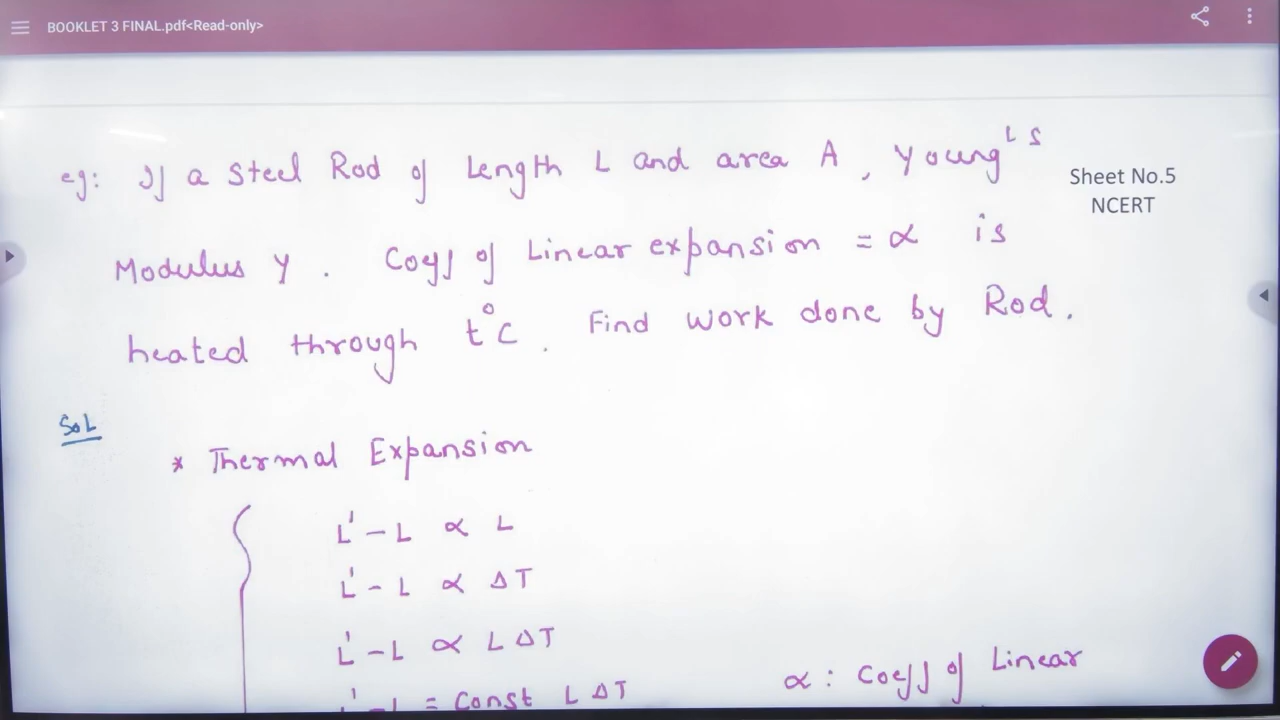 BOOKLET 3 FINAL.pdf<Read-only>
eg: If a Steel Rod of Length L and area A, Young's
Sheet No.5
NCERT
Modulus Y. Coeff of Linear expansion = α is
heated through t°C. Find work done by Rod.
Sol
* Thermal Expansion
L' - L ∝ L
L' - L ∝ ΔT
L' - L ∝ L ΔT
α : Coeff of Linear
L' - L = Const L ΔT